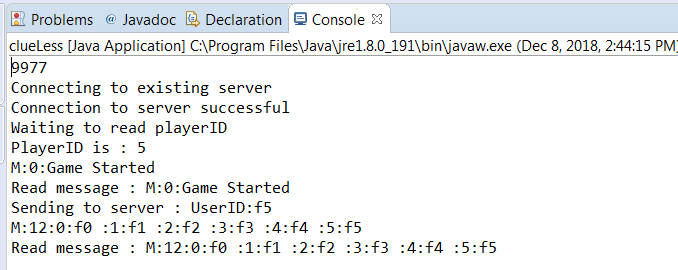 Problems @ Javadoc Declaration Console
clueLess [Java Application] C:\Program Files\Java\jre1.8.0_191\bin\javaw.exe (Dec 8, 2018, 2:44:15 PM)
9977
Connecting to existing server
Connection to server successful
Waiting to read playerID
PlayerID is : 5
M:0:Game Started
Read message : M:0:Game Started
Sending to server : UserID:f5
M:12:0:f0 :1:f1 :2:f2 :3:f3 :4:f4 :5:f5
Read message : M:12:0:f0 :1:f1 :2:f2 :3:f3 :4:f4 :5:f5